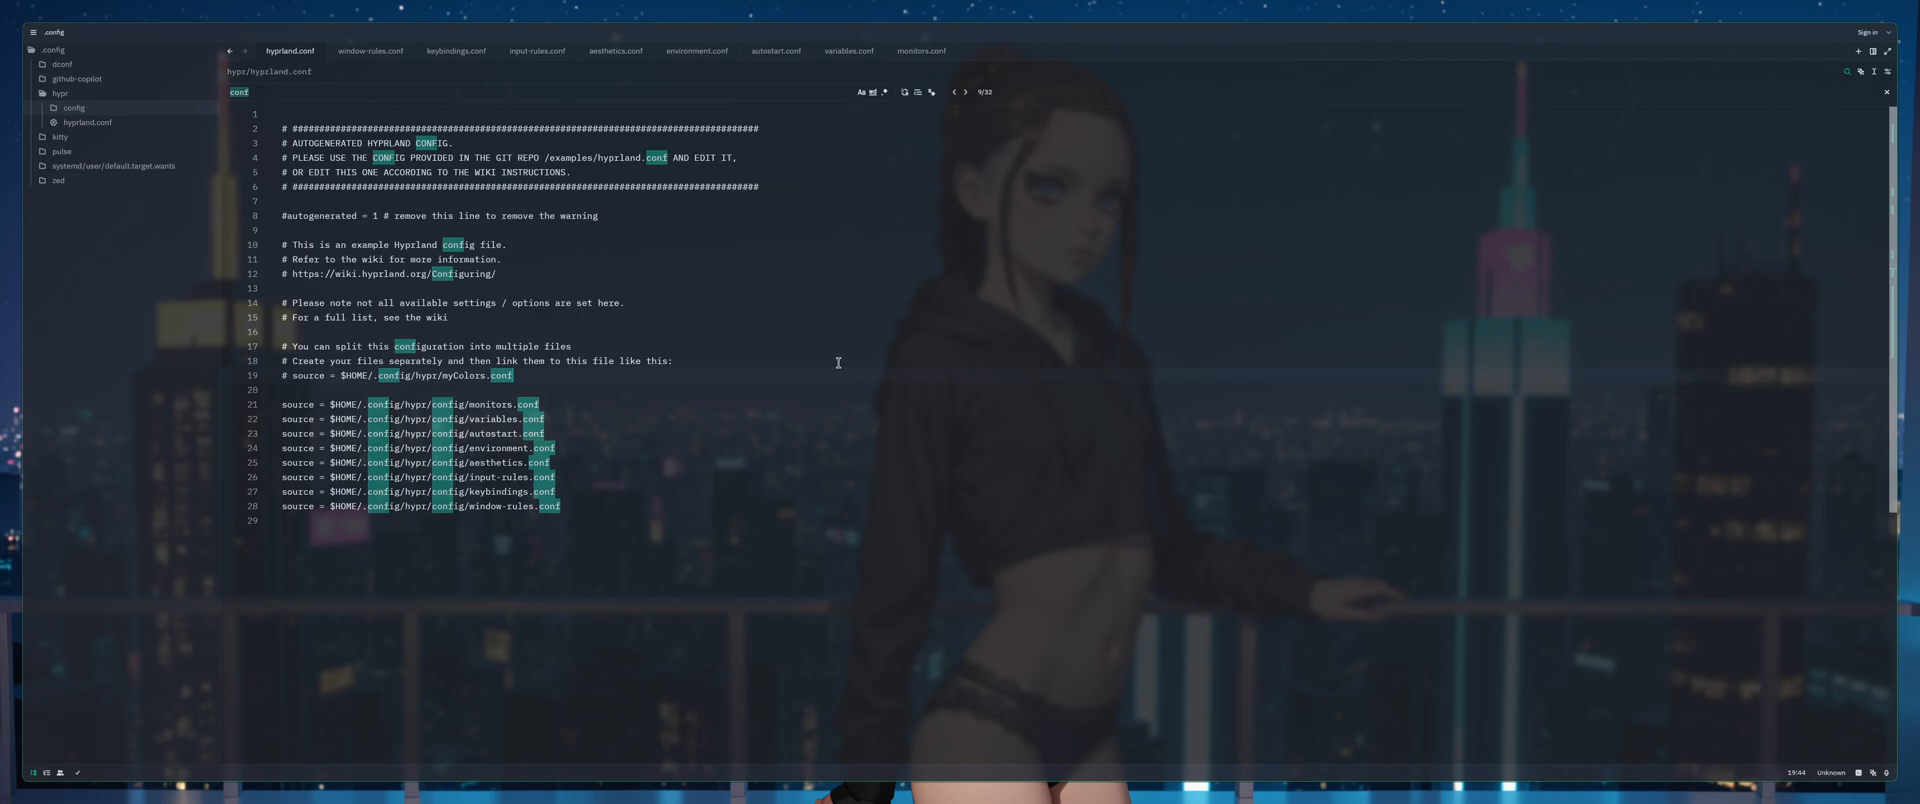 .config
Sign in
.config
dconf
github-copilot
hypr
config
hyprland.conf
kitty
pulse
systemd/user/default.target.wants
zed
hyprland.conf window-rules.conf keybindings.conf input-rules.conf aesthetics.conf environment.conf autostart.conf variables.conf monitors.conf
hypr/hyprland.conf
conf Aa wd .* 9/32
1
2 # #######################################################################################
3 # AUTOGENERATED HYPRLAND CONFIG.
4 # PLEASE USE THE CONFIG PROVIDED IN THE GIT REPO /examples/hyprland.conf AND EDIT IT,
5 # OR EDIT THIS ONE ACCORDING TO THE WIKI INSTRUCTIONS.
6 # #######################################################################################
7
8 #autogenerated = 1 # remove this line to remove the warning
9
10 # This is an example Hyprland config file.
11 # Refer to the wiki for more information.
12 # https://wiki.hyprland.org/Configuring/
13
14 # Please note not all available settings / options are set here.
15 # For a full list, see the wiki
16
17 # You can split this configuration into multiple files
18 # Create your files separately and then link them to this file like this:
19 # source = $HOME/.config/hypr/myColors.conf
20
21 source = $HOME/.config/hypr/config/monitors.conf
22 source = $HOME/.config/hypr/config/variables.conf
23 source = $HOME/.config/hypr/config/autostart.conf
24 source = $HOME/.config/hypr/config/environment.conf
25 source = $HOME/.config/hypr/config/aesthetics.conf
26 source = $HOME/.config/hypr/config/input-rules.conf
27 source = $HOME/.config/hypr/config/keybindings.conf
28 source = $HOME/.config/hypr/config/window-rules.conf
29
19:44 Unknown